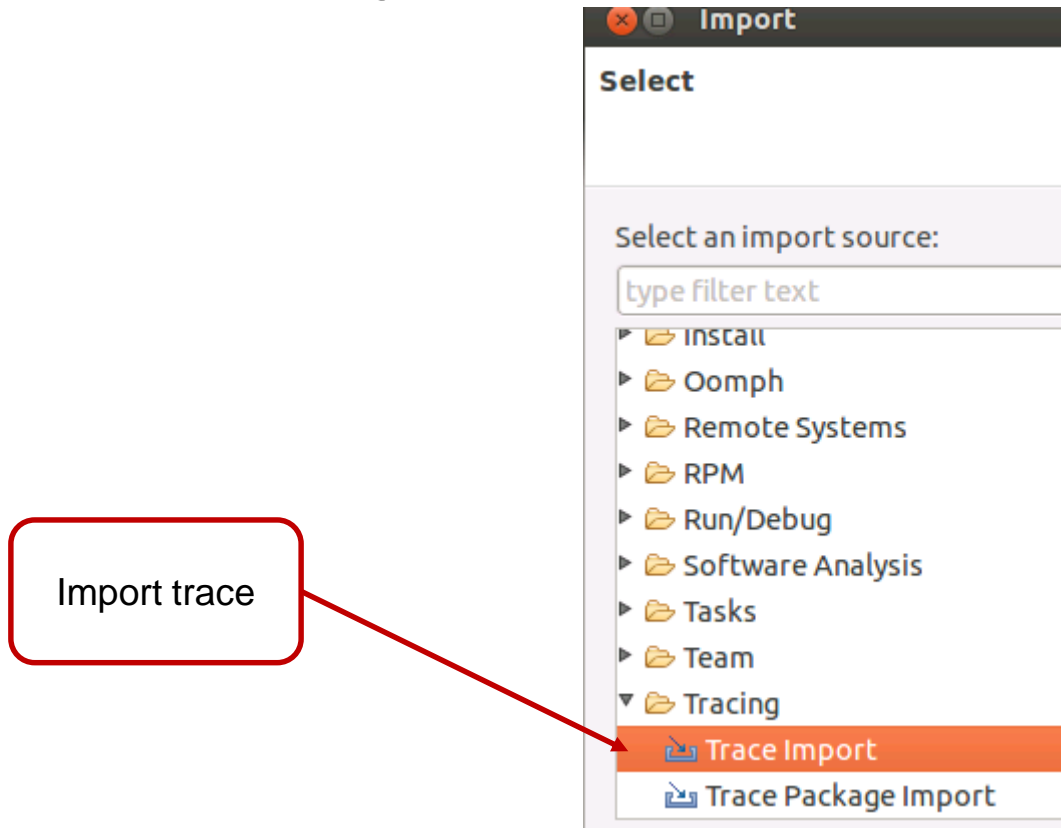 Import
Select
Select an import source:
type filter text
Install
Oomph
Remote Systems
RPM
Run/Debug
Software Analysis
Tasks
Team
Tracing
Trace Import
Trace Package Import
Import trace